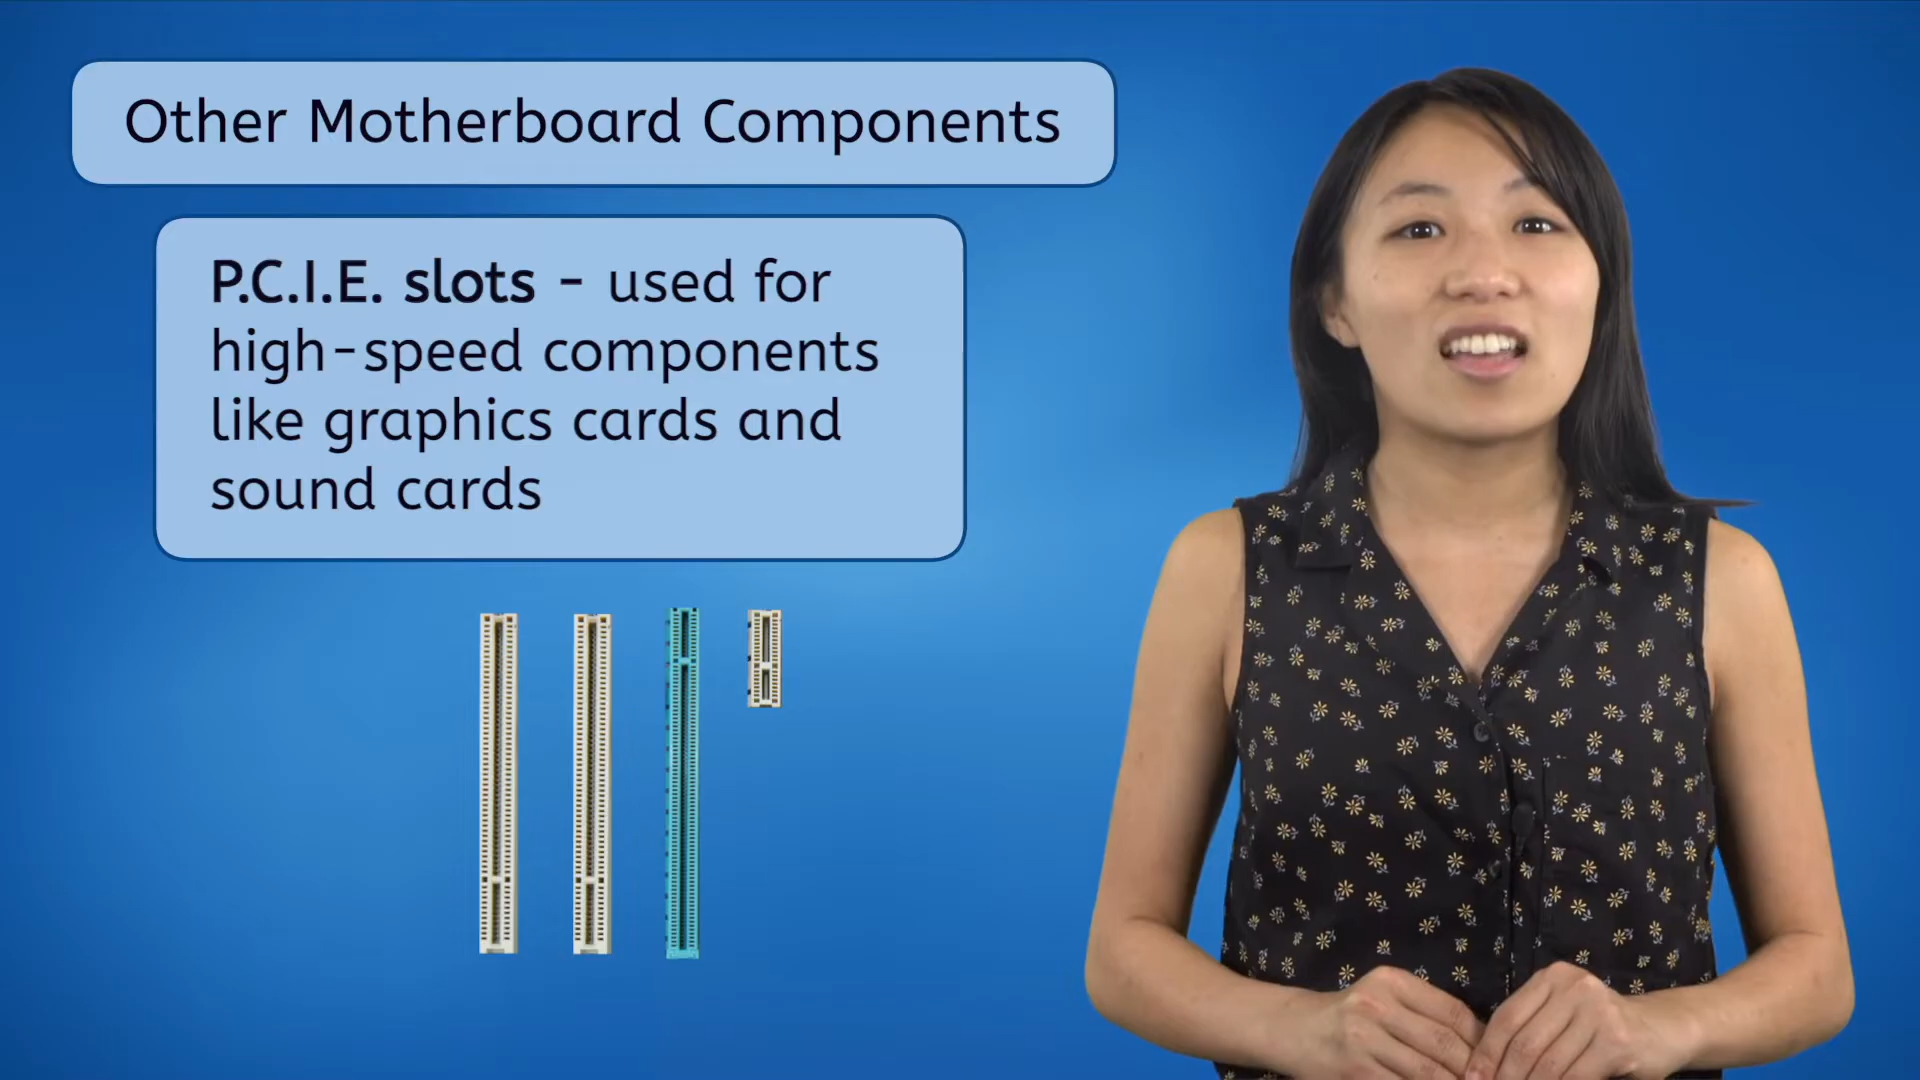 Other Motherboard Components
P.C.I.E. slots - used for
high-speed components
like graphics cards and
sound cards